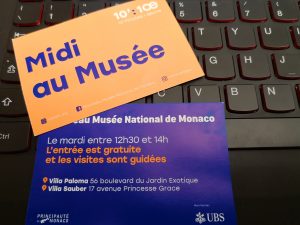 Midi
au Musée
au Musée National de Monaco
Le mardi entre 12h30 et 14h
L'entrée est gratuite
et les visites sont guidées
Villa Paloma 56 boulevard du Jardin Exotique
Villa Sauber 17 avenue Princesse Grace
PRINCIPAUTÉ
MONACO
UBS
Ctrl